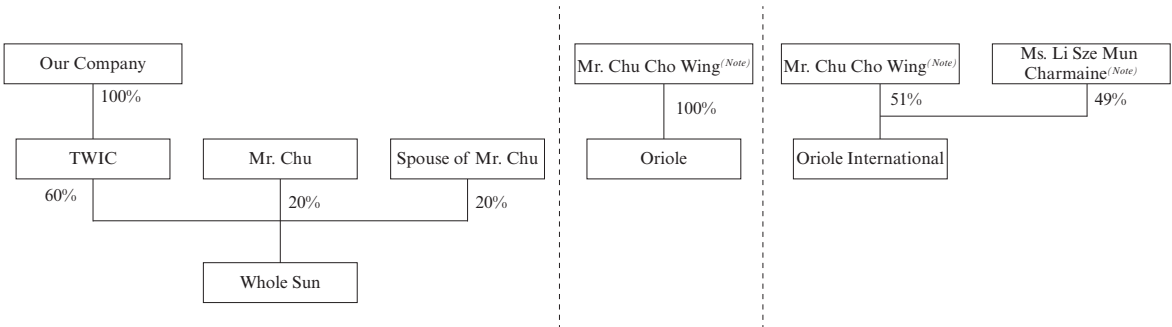 Our Company
100%
TWIC
Mr. Chu
Spouse of Mr. Chu
60%
20%
20%
Whole Sun
Mr. Chu Cho Wing(Note)
100%
Oriole
Mr. Chu Cho Wing(Note)
Ms. Li Sze Mun
Charmaine(Note)
51%
49%
Oriole International